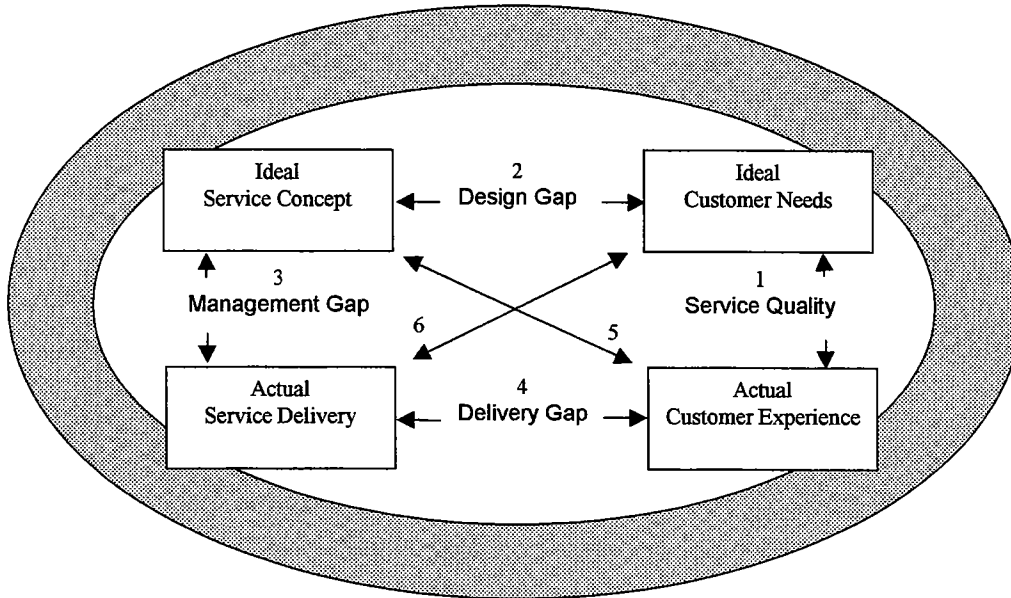 Ideal
Service Concept
2
Design Gap
Ideal
Customer Needs
3
Management Gap
1
Service Quality
6
5
Actual
Service Delivery
4
Delivery Gap
Actual
Customer Experience